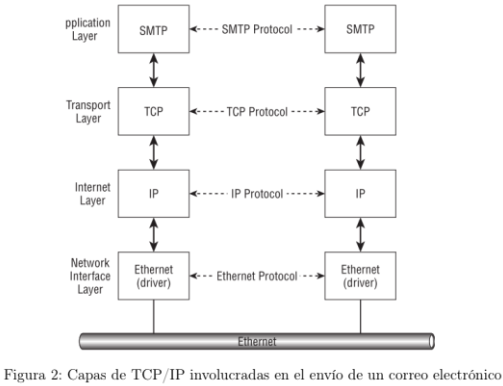 pplication
Layer
SMTP
SMTP Protocol
SMTP
Transport
Layer
TCP
TCP Protocol
TCP
Internet
Layer
IP
IP Protocol
IP
Network
Interface
Layer
Ethernet
(driver)
Ethernet Protocol
Ethernet
(driver)
Ethernet
Figura 2: Capas de TCP/IP involucradas en el envío de un correo electrónico